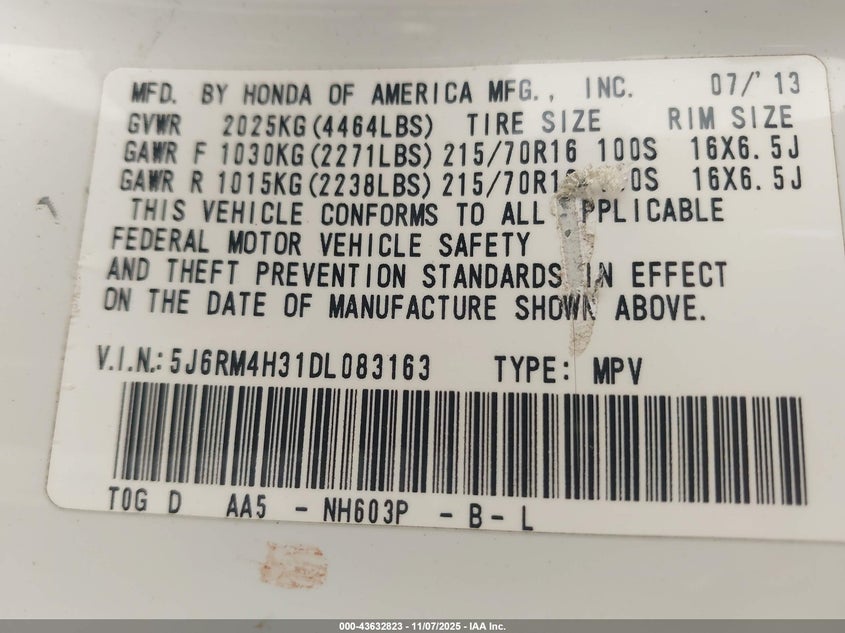 MFD. BY HONDA OF AMERICA MFG., INC. 07/'13
GVWR 2025KG(4464LBS) TIRE SIZE RIM SIZE
GAWR F 1030KG(2271LBS) 215/70R16 100S 16X6.5J
GAWR R 1015KG(2238LBS) 16X6.5J
THIS VEHICLE CONFORMS TO ALL PPLICABLE
FEDERAL MOTOR VEHICLE SAFETY
AND THEFT PREVENTION STANDARDS IN EFFECT
ON THE DATE OF MANUFACTURE SHOWN ABOVE.
V.I.N.: 5J6RM4H31DL083163 TYPE: MPV
TOG D AA5 - NH603P - B - L
000-43632823 - 11/07/2025 - IAA Inc.